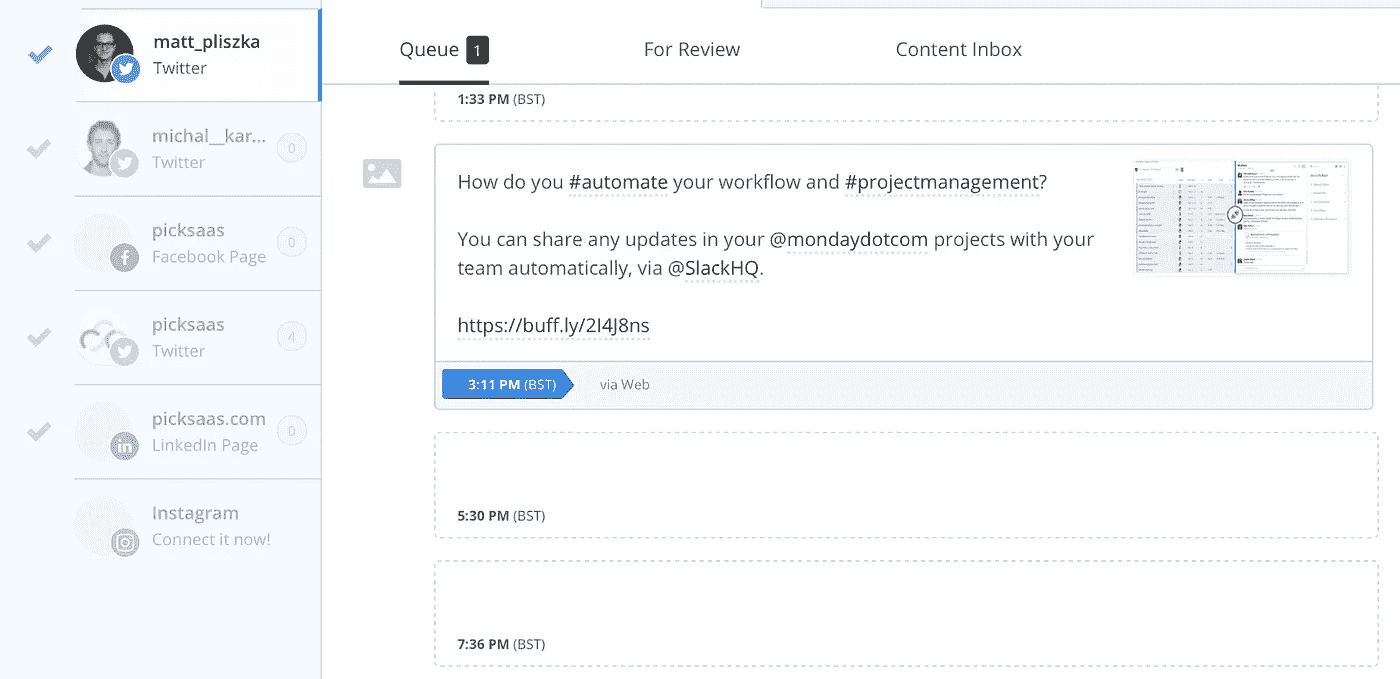 matt_pliszka
Twitter
michal__kar...
0
Twitter
picksaas
0
Facebook Page
picksaas
4
Twitter
picksaas.com
0
LinkedIn Page
Instagram
Connect it now!
Queue 1
For Review
Content Inbox
1:33 PM (BST)
How do you #automate your workflow and #projectmanagement?
You can share any updates in your @mondaydotcom projects with your
team automatically, via @SlackHQ.
https://buff.ly/2I4J8ns
3:11 PM (BST)
via Web
5:30 PM (BST)
7:36 PM (BST)